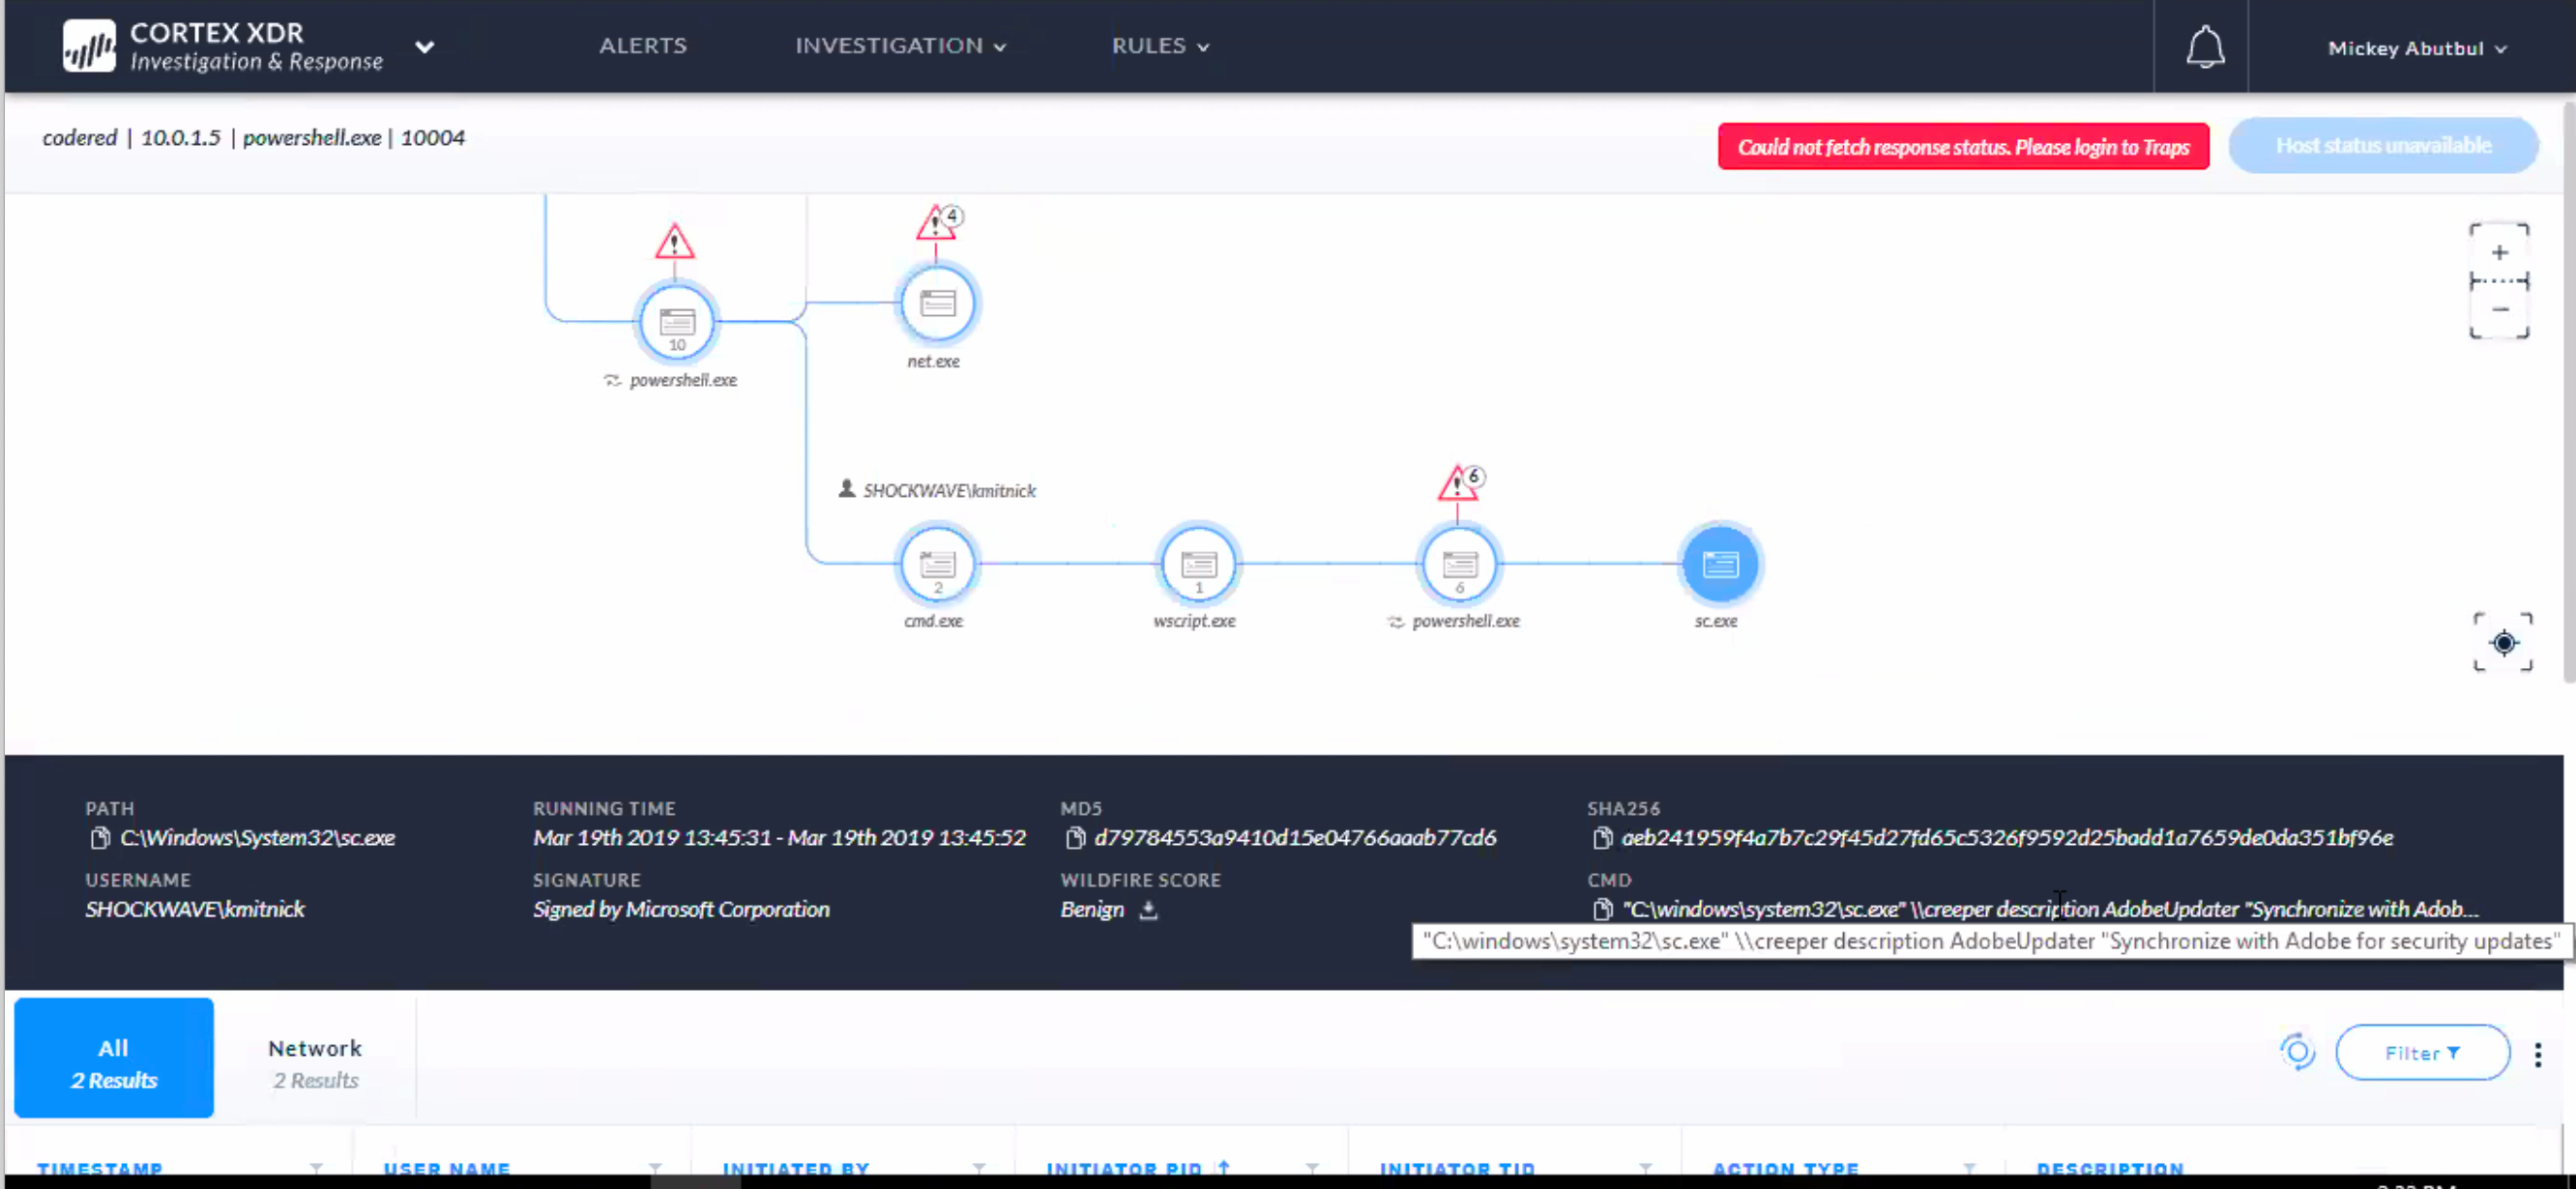 CORTEX XDR
Investigation & Response
ALERTS
INVESTIGATION
RULES
Mickey Abutbul
codered | 10.0.1.5 | powershell.exe | 10004
Could not fetch response status. Please login to Traps
Host status unavailable
4
10
powershell.exe
net.exe
SHOCKWAVE\kmitnick
6
2
1
6
cmd.exe
wscript.exe
powershell.exe
sc.exe
PATH
C:\Windows\System32\sc.exe
RUNNING TIME
Mar 19th 2019 13:45:31 - Mar 19th 2019 13:45:52
MD5
d79784553a9410d15e04766aaab77cd6
SHA256
aeb241959f4a7b7c29f45d27fd65c5326f9592d25badd1a7659de0da351bf96e
USERNAME
SHOCKWAVE\kmitnick
SIGNATURE
Signed by Microsoft Corporation
WILDFIRE SCORE
Benign
CMD
"C:\windows\system32\sc.exe" \\creeper description AdobeUpdater "Synchronize with Adob...
"C:\windows\system32\sc.exe" \\creeper description AdobeUpdater "Synchronize with Adobe for security updates"
All
2 Results
Network
2 Results
Filter
TIMESTAMP
USER NAME
INITIATED BY
INITIATOR PID
INITIATOR TID
ACTION TYPE
DESCRIPTION